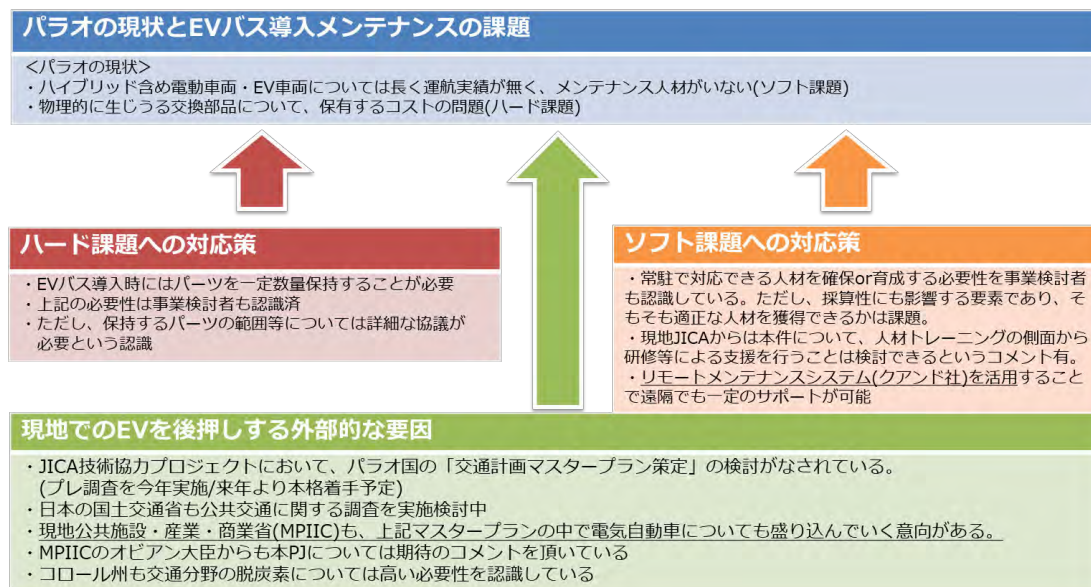 パラオの現状とEVバス導入メンテナンスの課題
＜パラオの現状＞
・ハイブリッド含め電動車両・EV車両については長く運航実績が無く、メンテナンス人材がいない(ソフト課題)
・物理的に生じうる交換部品について、保有するコストの問題(ハード課題)
ハード課題への対応策
・EVバス導入時にはパーツを一定数量保持することが必要
・上記の必要性は事業検討者も認識済
・ただし、保持するパーツの範囲等については詳細な協議が
必要という認識
ソフト課題への対応策
・常駐で対応できる人材を確保or育成する必要性を事業検討者
も認識している。ただし、採算性にも影響する要素であり、そ
もそも適正な人材を獲得できるかは課題。
・現地JICAからは本件について、人材トレーニングの側面から
研修等による支援を行うことは検討できるというコメント有。
・リモートメンテナンスシステム(クアンド社)を活用すること
で遠隔でも一定のサポートが可能
現地でのEVを後押しする外部的な要因
・JICA技術協力プロジェクトにおいて、パラオ国の「交通計画マスタープラン策定」の検討がなされている。
(プレ調査を今年実施/来年より本格着手予定)
・日本の国土交通省も公共交通に関する調査を実施検討中
・現地公共施設・産業・商業省(MPIIC)も、上記マスタープランの中で電気自動車についても盛り込んでいく意向がある。
・MPIICのオビアン大臣からも本PJについては期待のコメントを頂いている
・コロール州も交通分野の脱炭素については高い必要性を認識している